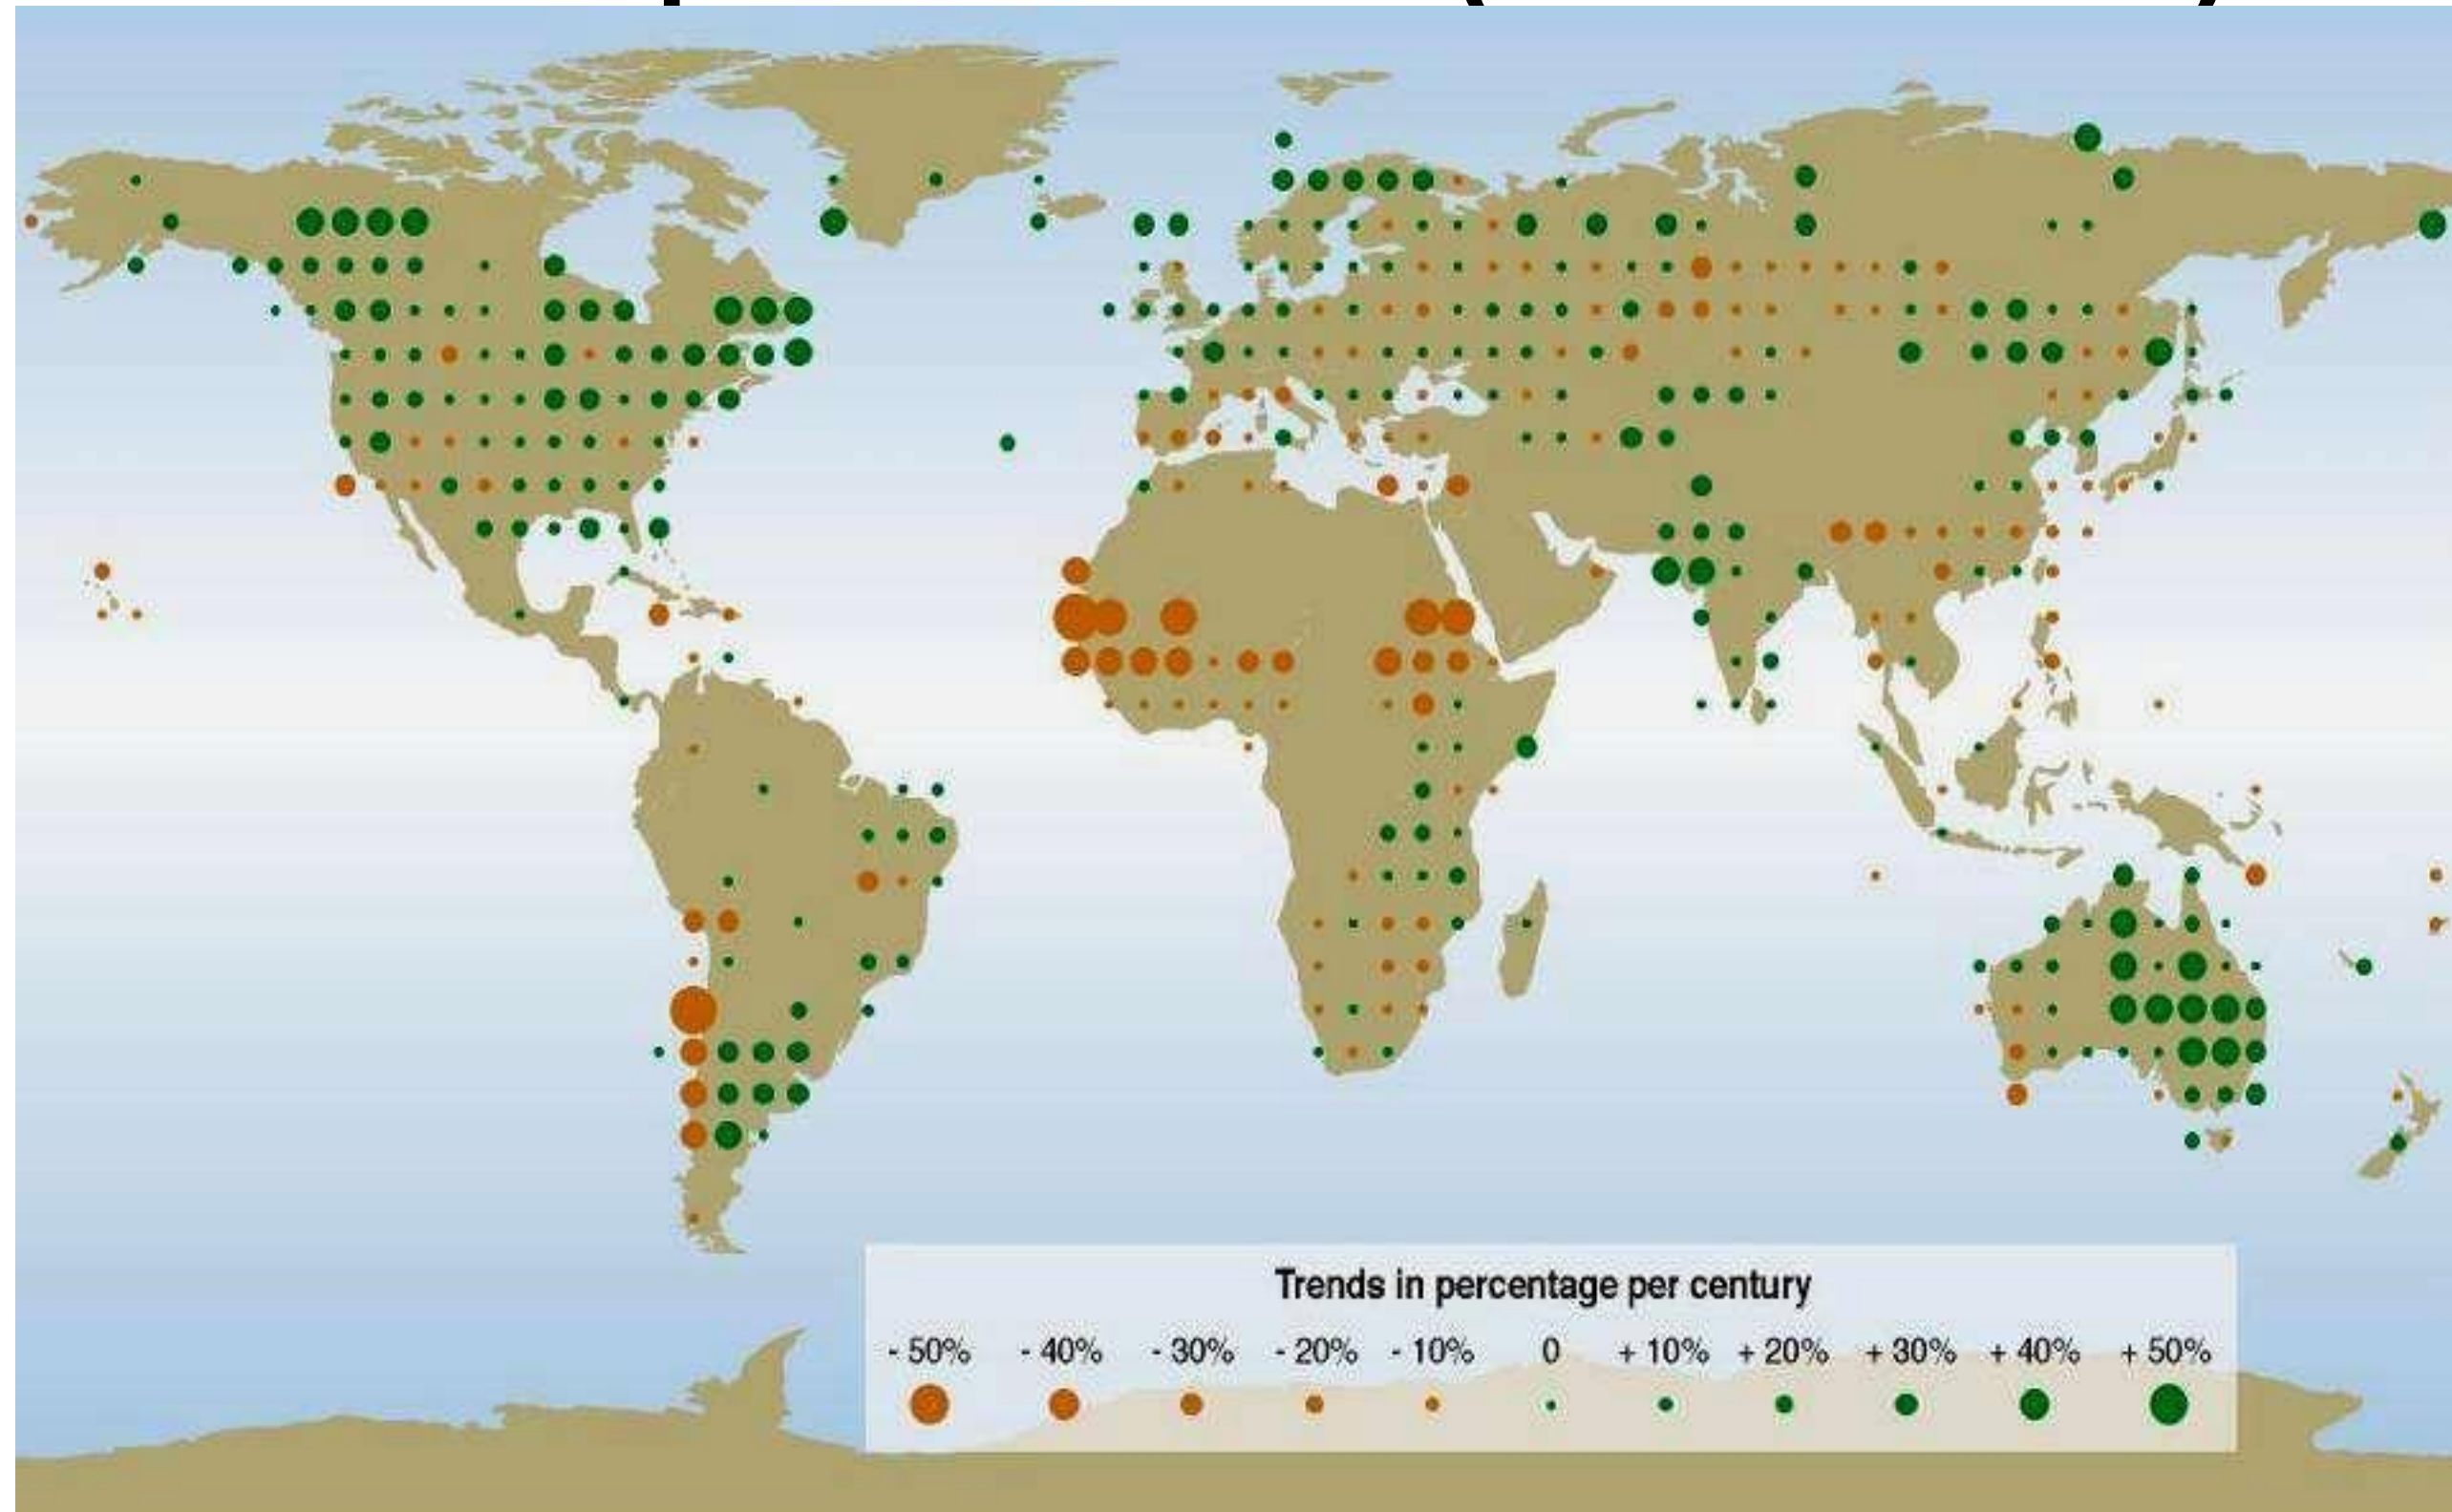 Trends in percentage per century
- 50% - 40% - 30% - 20% - 10% 0 + 10% + 20% + 30% + 40% + 50%